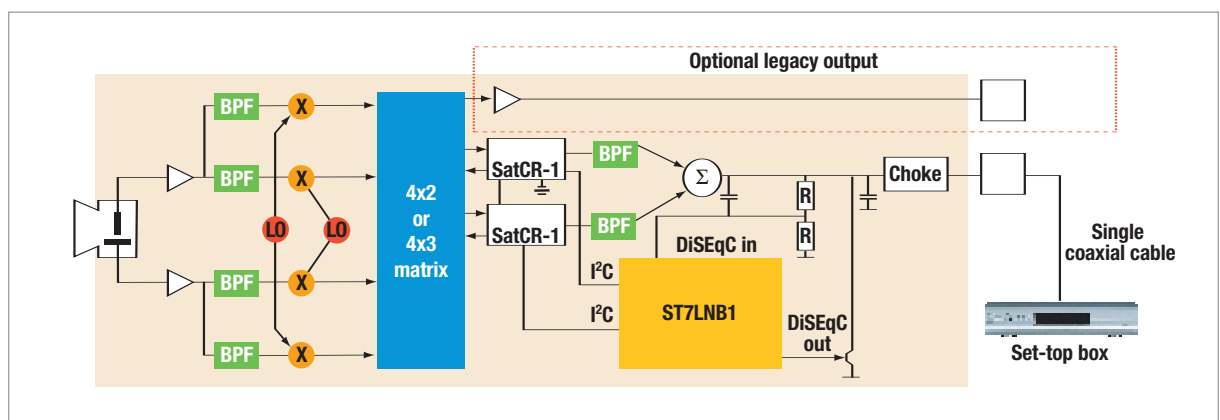 Optional legacy output
BPF
X
BPF
X
LO
LO
BPF
X
BPF
X
4x2
or
4x3
matrix
SatCR-1
SatCR-1
BPF
BPF
Σ
R
R
Choke
DiSEqC in
I²C
I²C
ST7LNB1
DiSEqC
out
Single
coaxial cable
Set-top box